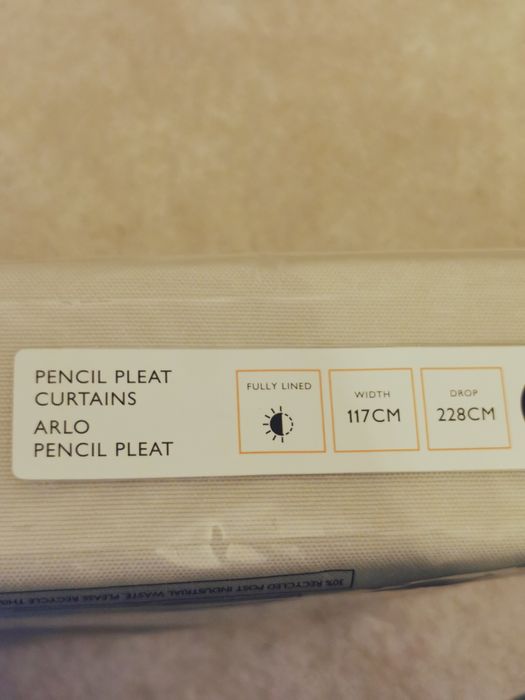 PENCIL PLEAT
CURTAINS
ARLO
PENCIL PLEAT
FULLY LINED
WIDTH
117CM
DROP
228CM
30% RECYCLED POST INDUSTRIAL WASTE. PLEASE RECYCLE